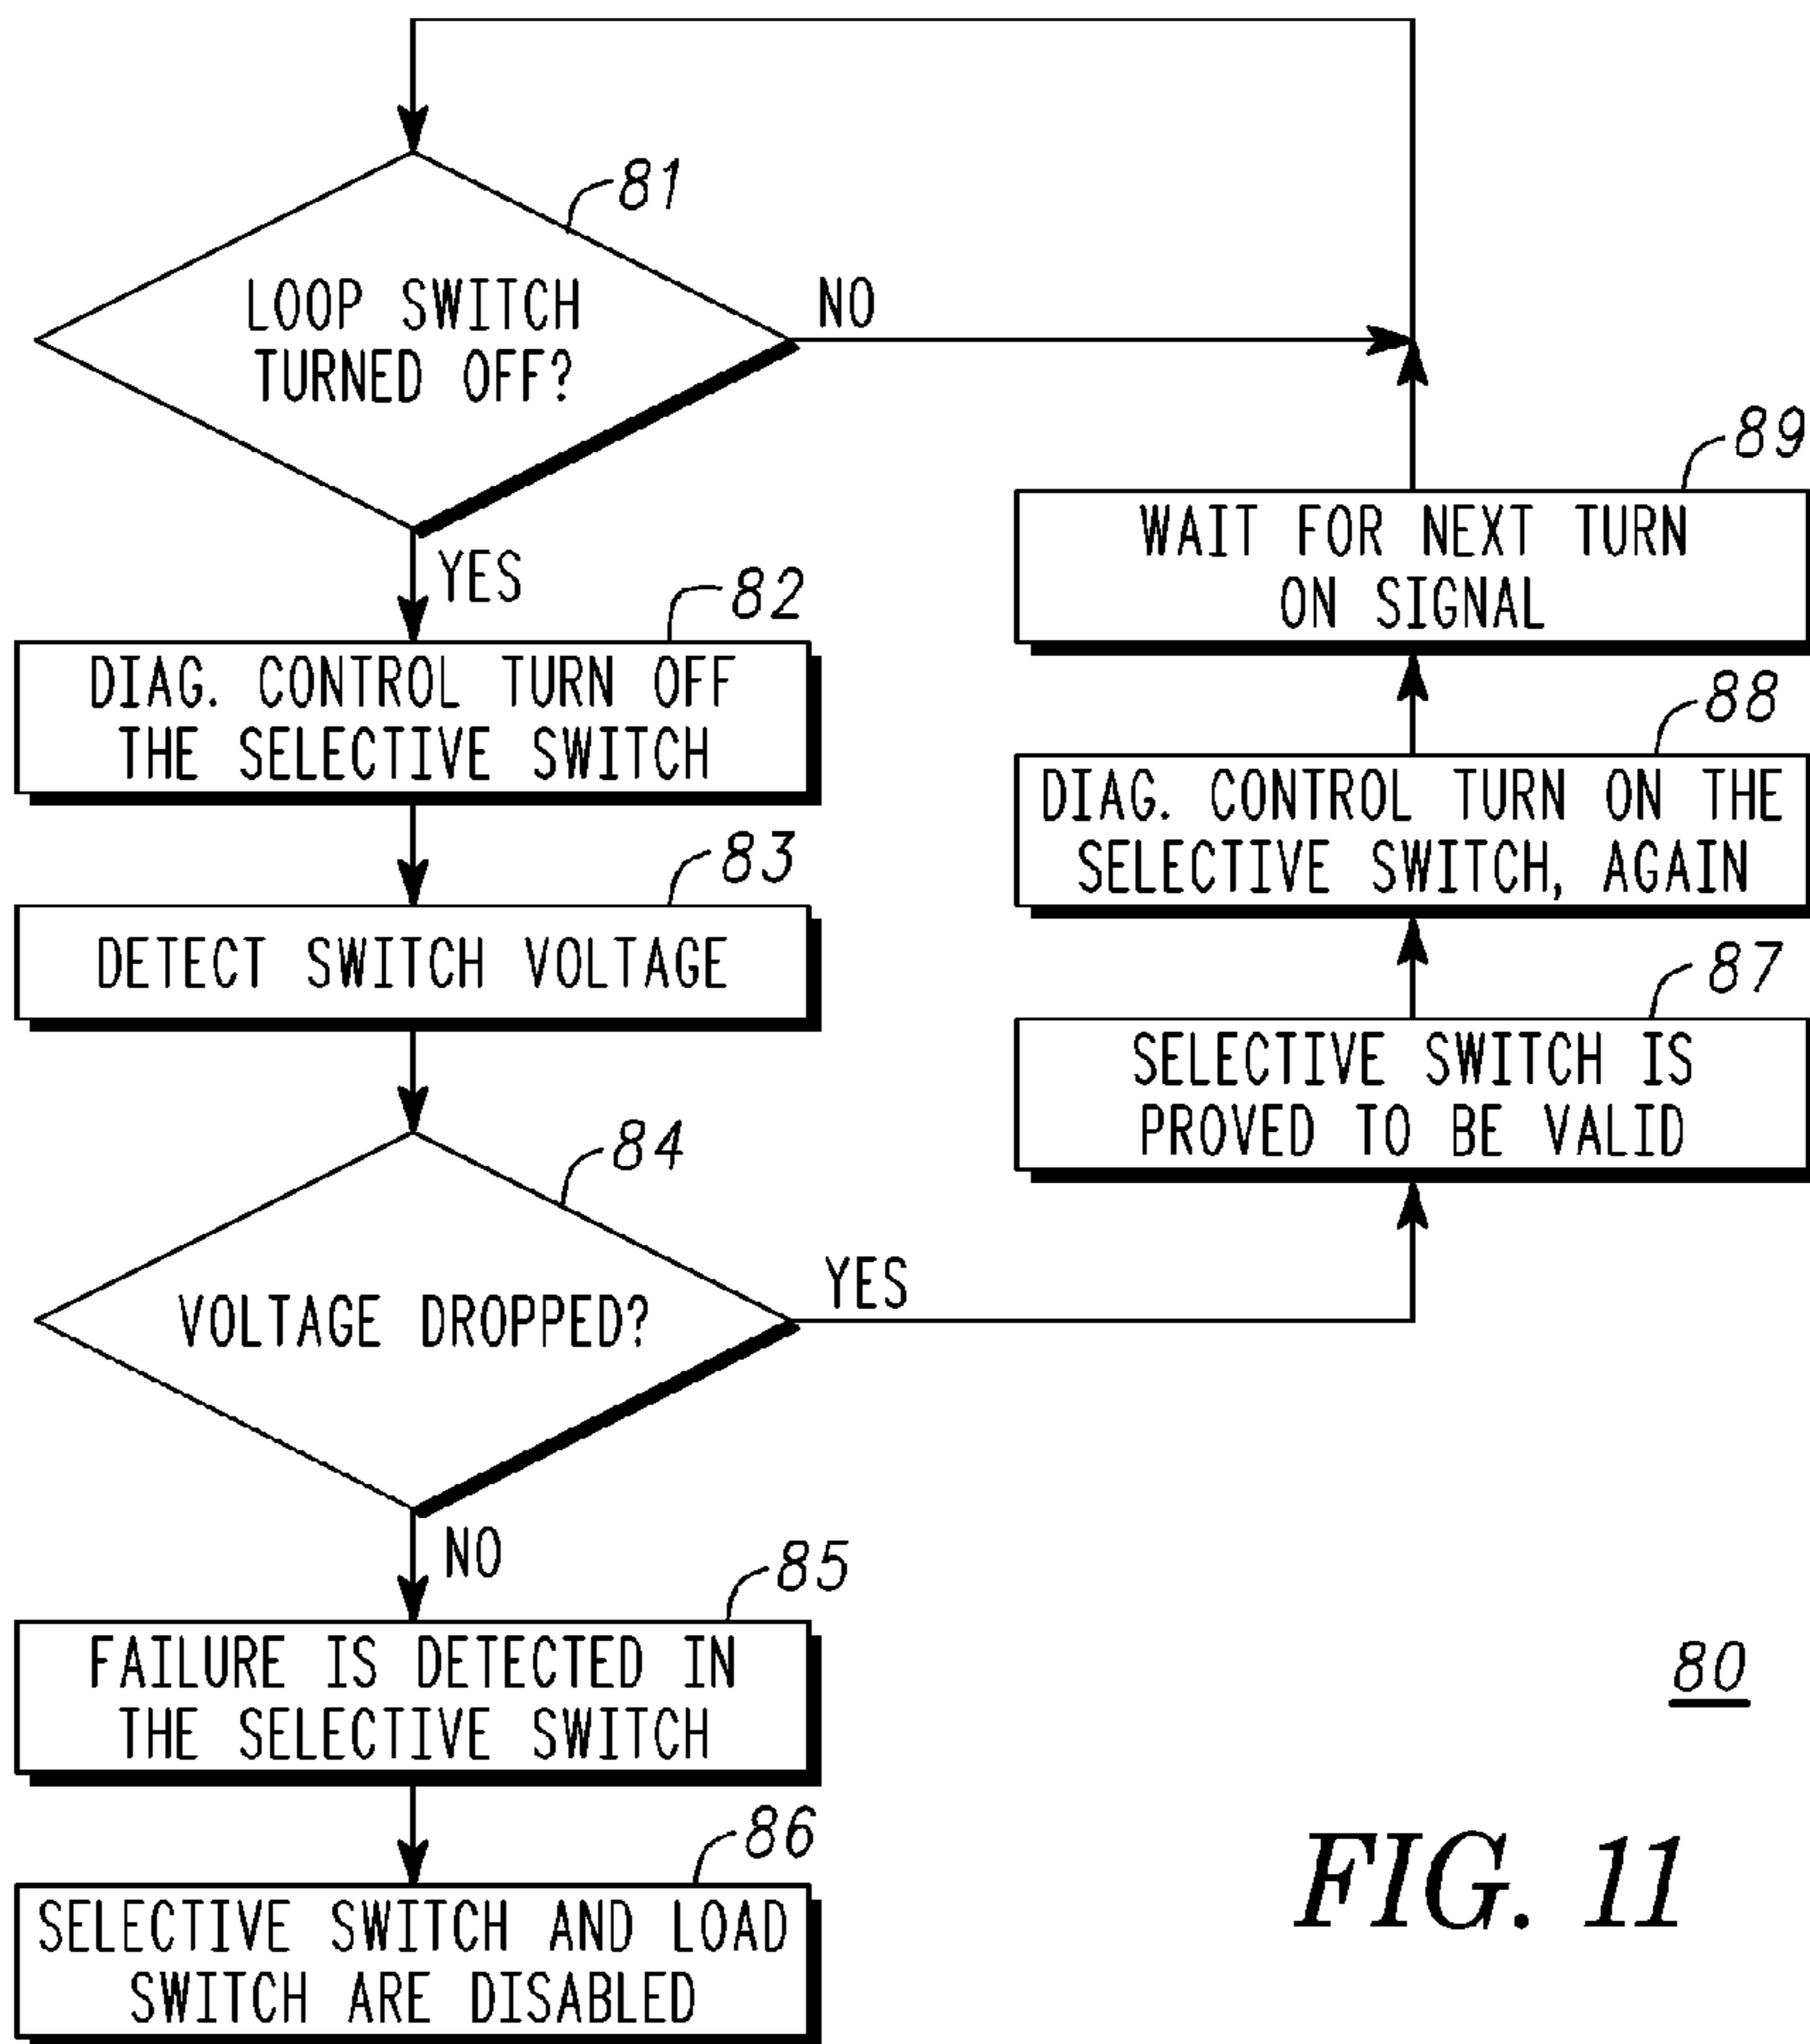 81
LOOP SWITCH
TURNED OFF?
NO
YES
82
DIAG. CONTROL TURN OFF
THE SELECTIVE SWITCH
83
DETECT SWITCH VOLTAGE
84
VOLTAGE DROPPED?
YES
NO
85
FAILURE IS DETECTED IN
THE SELECTIVE SWITCH
86
SELECTIVE SWITCH AND LOAD
SWITCH ARE DISABLED
89
WAIT FOR NEXT TURN
ON SIGNAL
88
DIAG. CONTROL TURN ON THE
SELECTIVE SWITCH, AGAIN
87
SELECTIVE SWITCH IS
PROVED TO BE VALID
80
FIG. 11